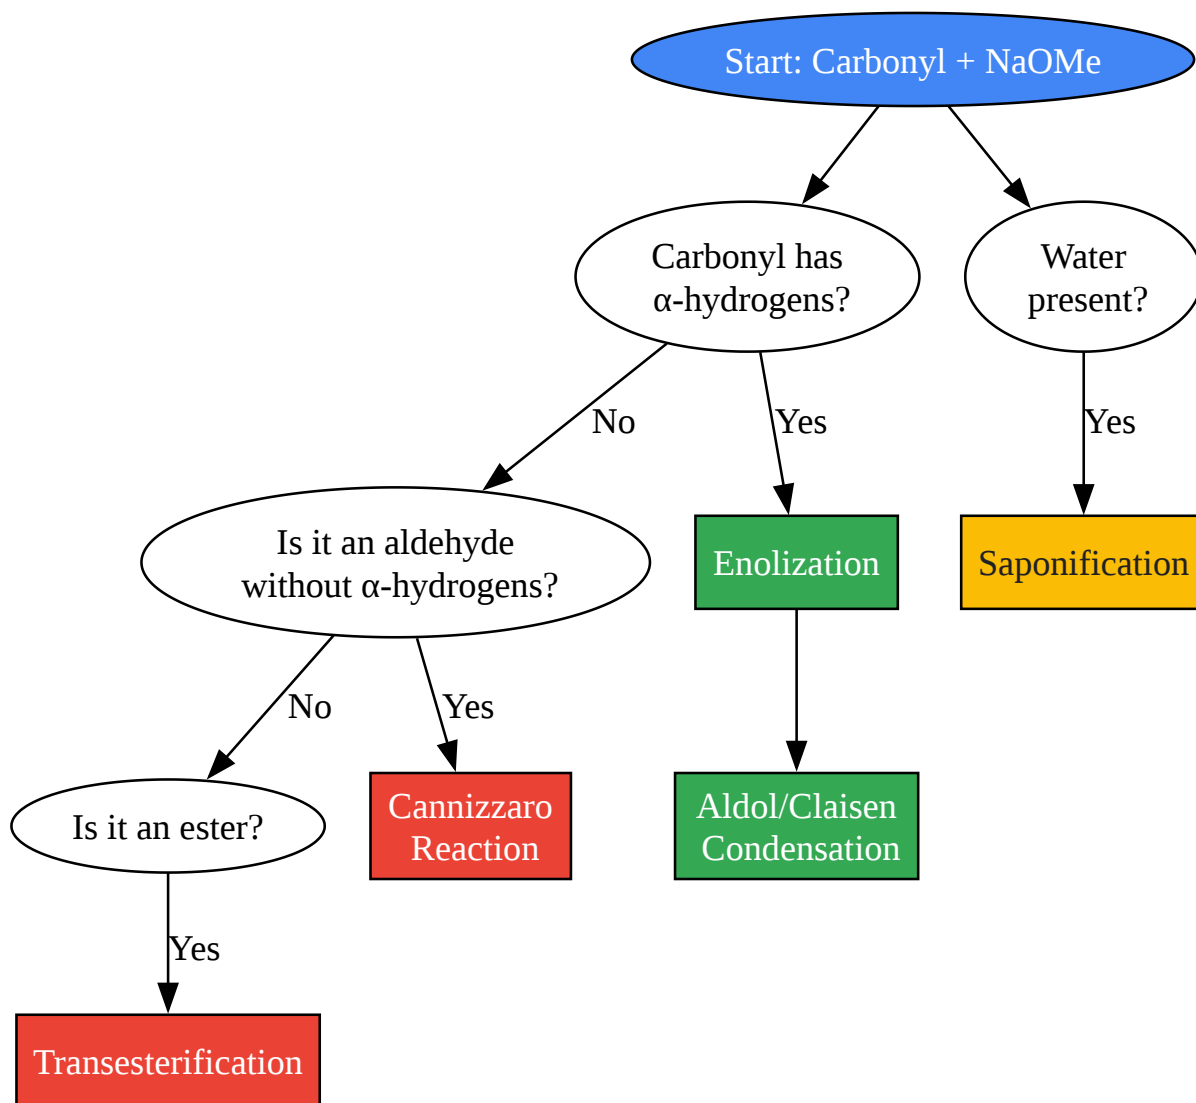 Start: Carbonyl + NaOMe
Carbonyl has
α-hydrogens?
Water
present?
No
Yes
Yes
Is it an aldehyde
without α-hydrogens?
Enolization
Saponification
No
Yes
Is it an ester?
Cannizzaro
Reaction
Aldol/Claisen
Condensation
Yes
Transesterification